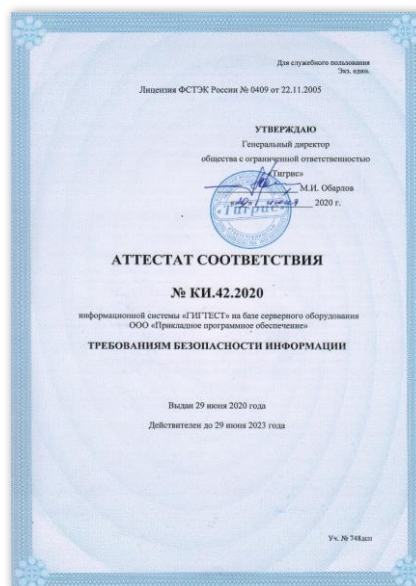 Для служебного пользования
Экз. един.
Лицензия ФСТЭК России № 0409 от 22.11.2005
УТВЕРЖДАЮ
Генеральный директор
общества с ограниченной ответственностью
«Тигрис»
М.И. Обарлов
2020 г.
«Тигрис»
АТТЕСТАТ СООТВЕТСТВИЯ
№ КИ.42.2020
информационной системы «ГИГТЕСТ» на базе серверного оборудования
ООО «Прикладное программное обеспечение»
ТРЕБОВАНИЯМ БЕЗОПАСНОСТИ ИНФОРМАЦИИ
Выдан 29 июня 2020 года
Действителен до 29 июня 2023 года
Уч. № 748дсп